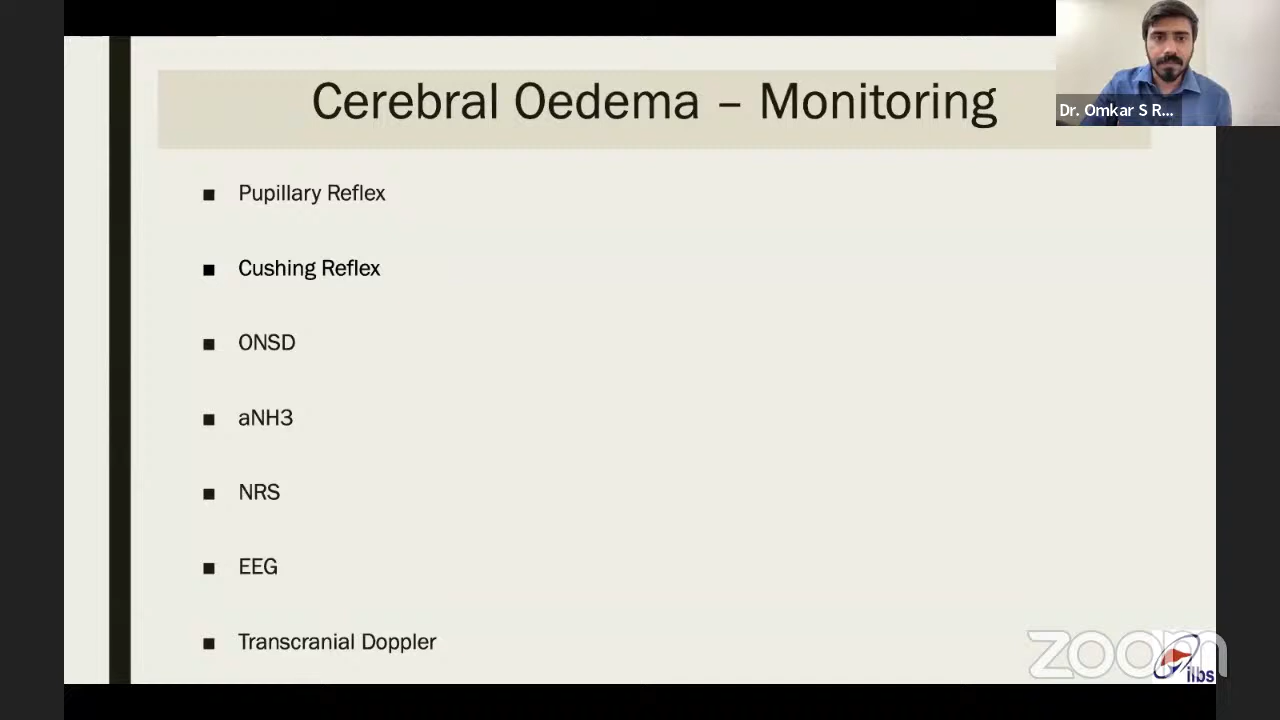 Cerebral Oedema – Monitoring
Dr. Omkar S R...
■ Pupillary Reflex
■ Cushing Reflex
■ ONSD
■ aNH3
■ NRS
■ EEG
■ Transcranial Doppler
zoom
ilbs